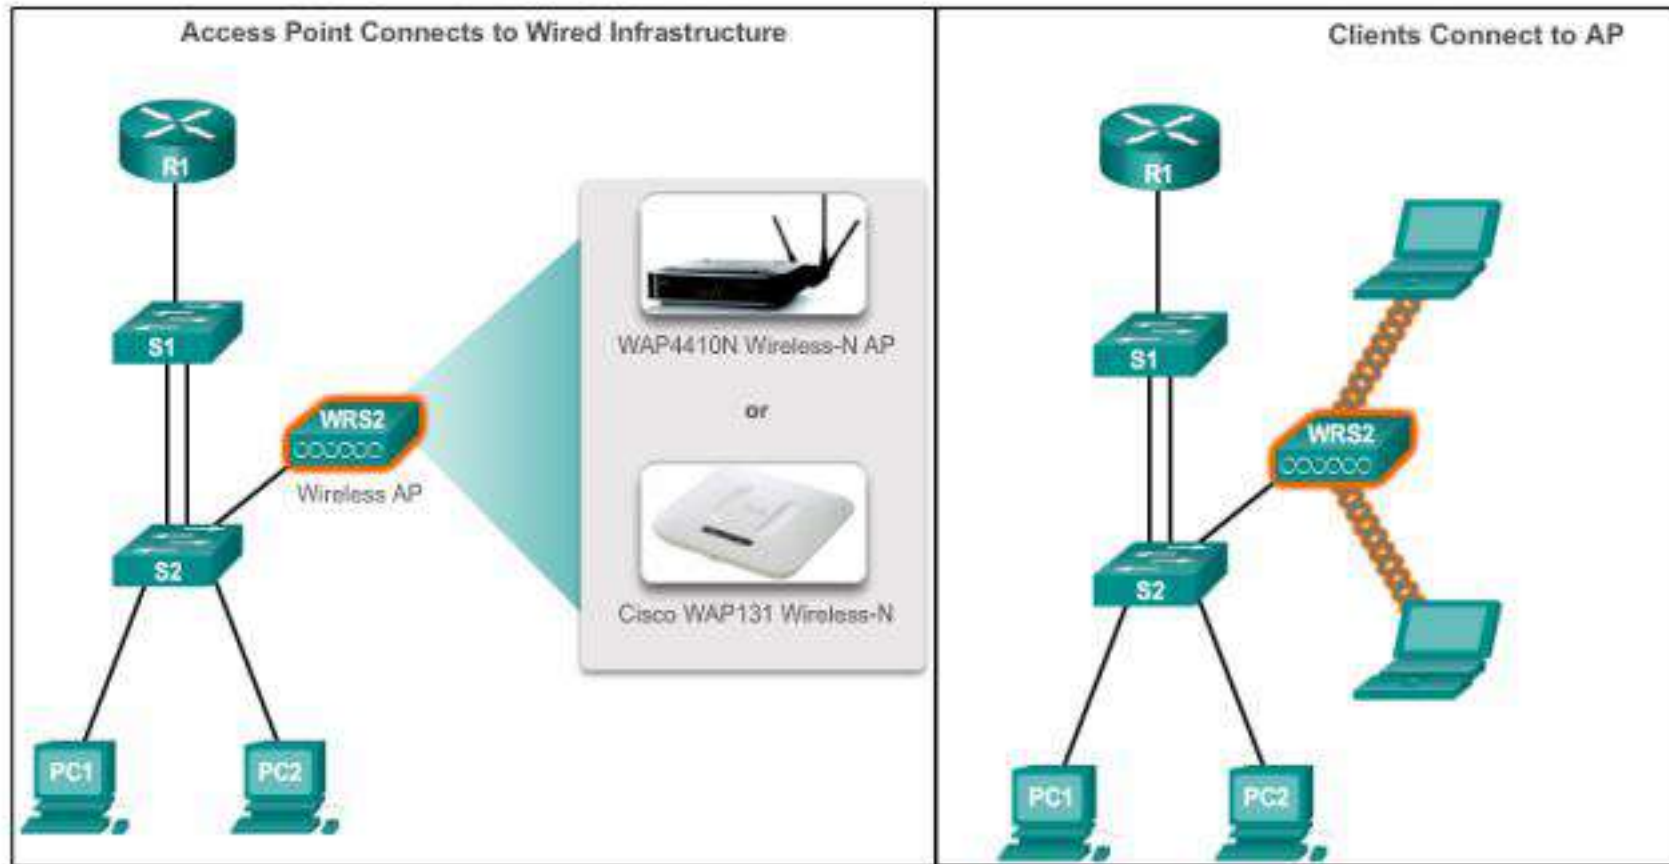 Access Point Connects to Wired Infrastructure
R1
S1
WRS2
Wireless AP
S2
PC1
PC2
WAP4410N Wireless-N AP
or
Cisco WAP131 Wireless-N
Clients Connect to AP
R1
S1
WRS2
S2
PC1
PC2